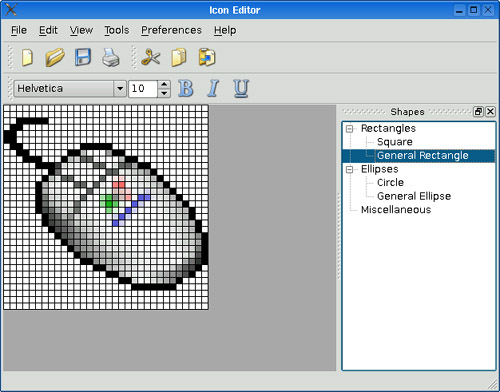 Icon Editor
File Edit View Tools Preferences Help
Helvetica 10 B I U
Shapes
Rectangles
Square
General Rectangle
Ellipses
Circle
General Ellipse
Miscellaneous